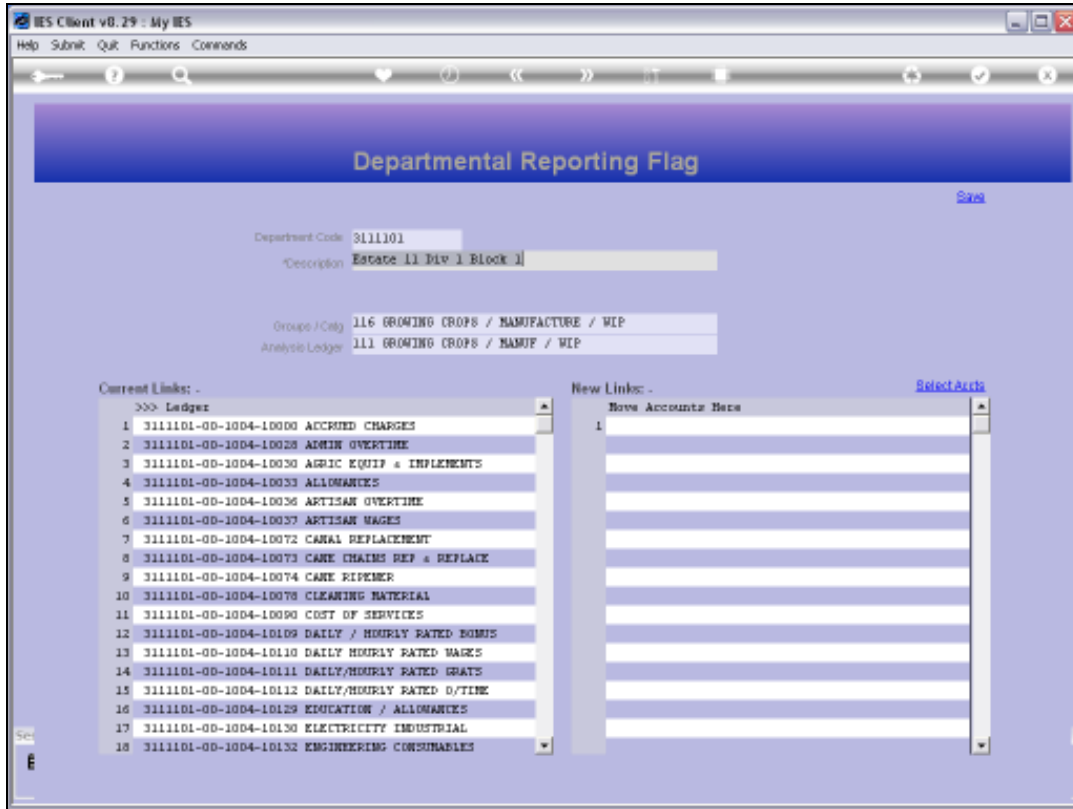 IES Client v8.29 : My IES
Help Submit Quit Functions Commands
Departmental Reporting Flag
Save
Department Code 3111101
*Description Estate 11 Div 1 Block 1
Groups / Catg 116 GROWING CROPS / MANUFACTURE / WIP
Analysis Ledger 111 GROWING CROPS / MANUF / WIP
Current Links: - New Links: - Select Accts
>>> Ledger Move Accounts Here
1 3111101-00-1004-10000 ACCRUED CHARGES 1
2 3111101-00-1004-10028 ADMIN OVERTIME
3 3111101-00-1004-10030 AGRIC EQUIP & IMPLEMENTS
4 3111101-00-1004-10033 ALLOWANCES
5 3111101-00-1004-10036 ARTISAN OVERTIME
6 3111101-00-1004-10037 ARTISAN WAGES
7 3111101-00-1004-10072 CANAL REPLACEMENT
8 3111101-00-1004-10073 CANE CHAINS REP & REPLACE
9 3111101-00-1004-10074 CANE RIPENER
10 3111101-00-1004-10078 CLEANING MATERIAL
11 3111101-00-1004-10090 COST OF SERVICES
12 3111101-00-1004-10109 DAILY / HOURLY RATED BONUS
13 3111101-00-1004-10110 DAILY HOURLY RATED WAGES
14 3111101-00-1004-10111 DAILY/HOURLY RATED GRATS
15 3111101-00-1004-10112 DAILY/HOURLY RATED O/TIME
16 3111101-00-1004-10129 EDUCATION / ALLOWANCES
17 3111101-00-1004-10130 ELECTRICITY INDUSTRIAL
18 3111101-00-1004-10132 ENGINEERING CONSUMABLES